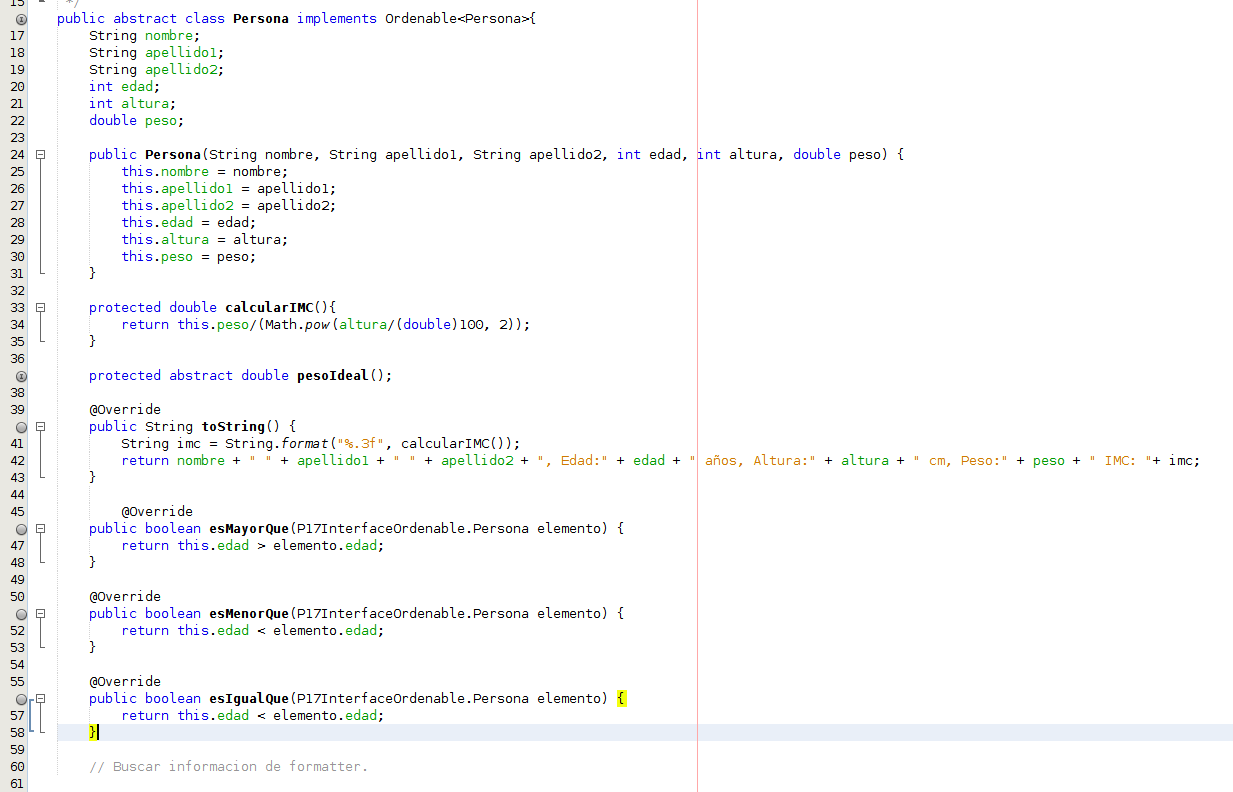 15 */
public abstract class Persona implements Ordenable<Persona>{
17 String nombre;
18 String apellido1;
19 String apellido2;
20 int edad;
21 int altura;
22 double peso;
23
24 public Persona(String nombre, String apellido1, String apellido2, int edad, int altura, double peso) {
25 this.nombre = nombre;
26 this.apellido1 = apellido1;
27 this.apellido2 = apellido2;
28 this.edad = edad;
29 this.altura = altura;
30 this.peso = peso;
31 }
32
33 protected double calcularIMC(){
34 return this.peso/(Math.pow(altura/(double)100, 2));
35 }
36
protected abstract double pesoIdeal();
38
39 @Override
public String toString() {
41 String imc = String.format("%.3f", calcularIMC());
42 return nombre + " " + apellido1 + " " + apellido2 + ", Edad:" + edad + " años, Altura:" + altura + " cm, Peso:" + peso + " IMC: "+ imc;
43 }
44
45 @Override
public boolean esMayorQue(P17InterfaceOrdenable.Persona elemento) {
47 return this.edad > elemento.edad;
48 }
49
50 @Override
public boolean esMenorQue(P17InterfaceOrdenable.Persona elemento) {
52 return this.edad < elemento.edad;
53 }
54
55 @Override
public boolean esIgualQue(P17InterfaceOrdenable.Persona elemento) {
57 return this.edad < elemento.edad;
58 }
59
60 // Buscar informacion de formatter.
61